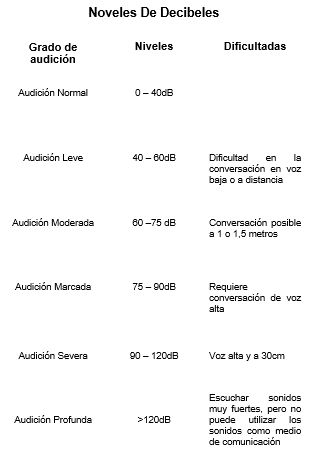 Noveles De Decibeles
Grado de audición Niveles Dificultadas
Audición Normal 0 – 40dB
Audición Leve 40 – 60dB Dificultad en la
conversación en voz
baja o a distancia
Audición Moderada 60 –75 dB Conversación posible
a 1 o 1,5 metros
Audición Marcada 75 – 90dB Requiere
conversación de voz
alta
Audición Severa 90 – 120dB Voz alta y a 30cm
Audición Profunda >120dB Escuchar sonidos
muy fuertes, pero no
puede utilizar los
sonidos como medio
de comunicación